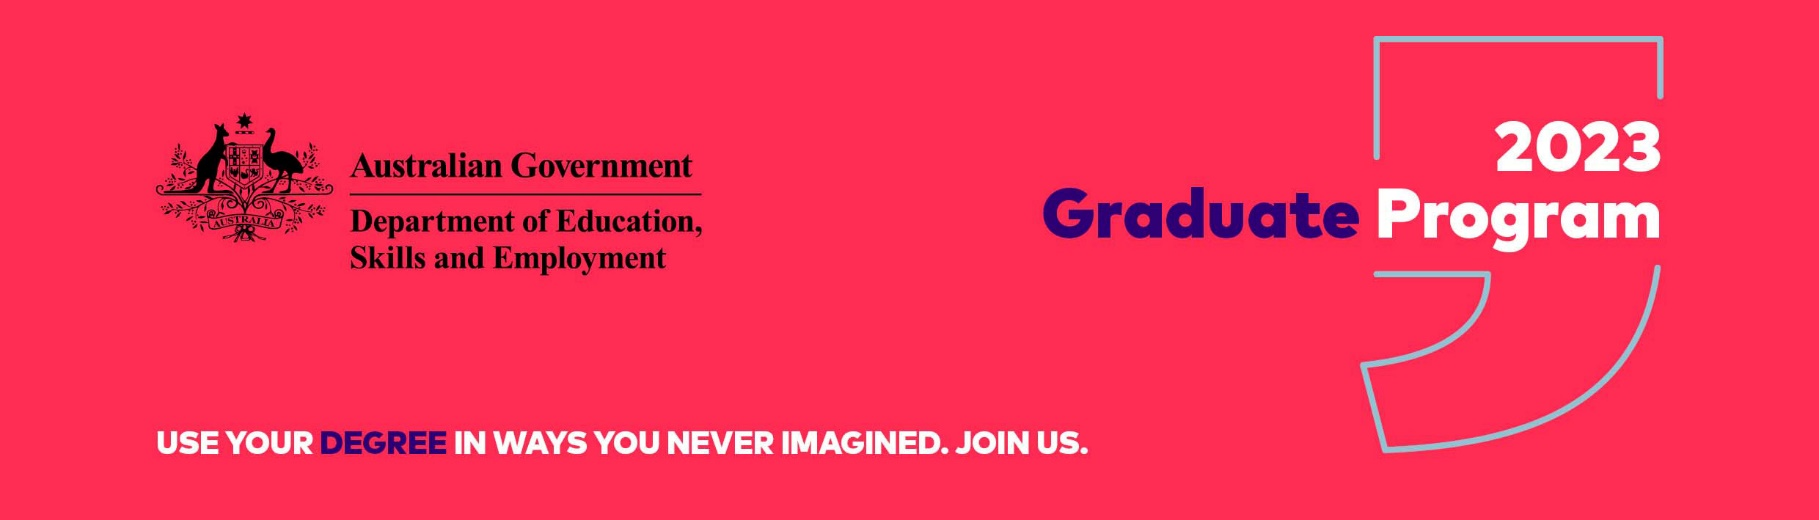 AUSTRALIA
Australian Government
Department of Education,
Skills and Employment
2023
Graduate Program
USE YOUR DEGREE IN WAYS YOU NEVER IMAGINED. JOIN US.